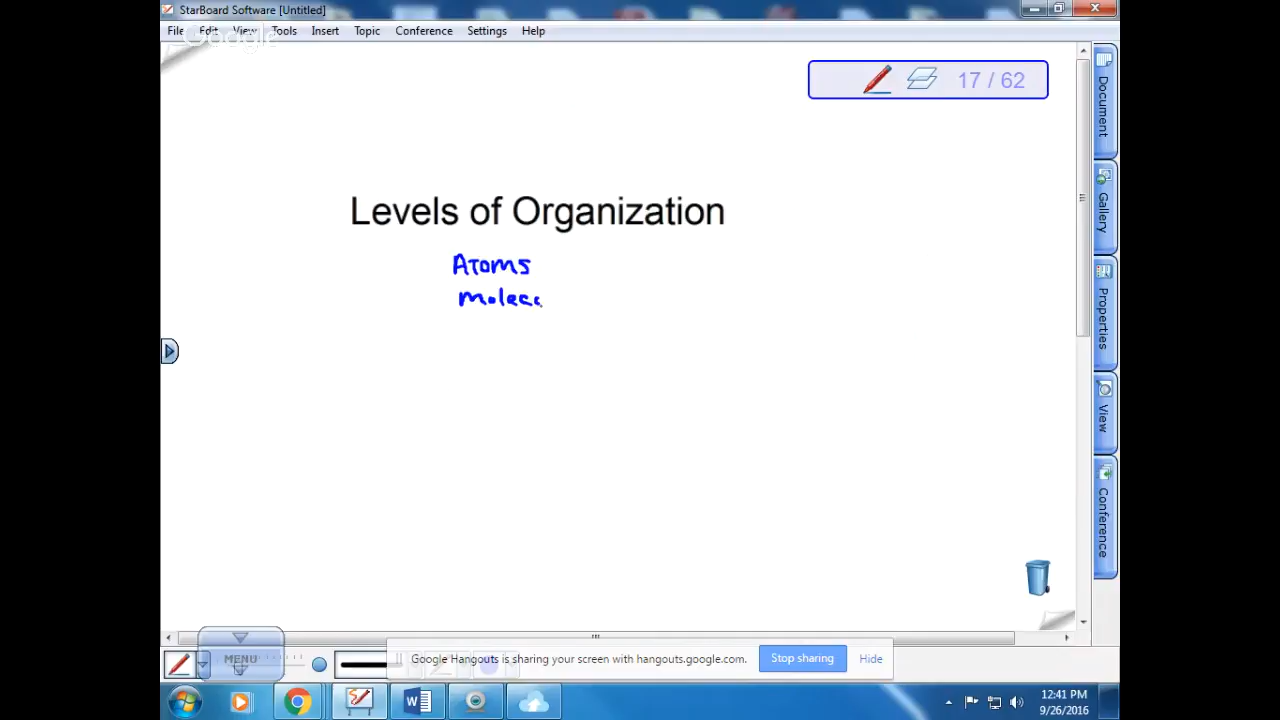 StarBoard Software [Untitled]
File Edit View Tools Insert Topic Conference Settings Help
Google
17 / 62
Document
Gallery
Properties
View
Conference
Levels of Organization
Atoms
Molecc
MENU
Google Hangouts is sharing your screen with hangouts.google.com. Stop sharing Hide
12:41 PM
9/26/2016